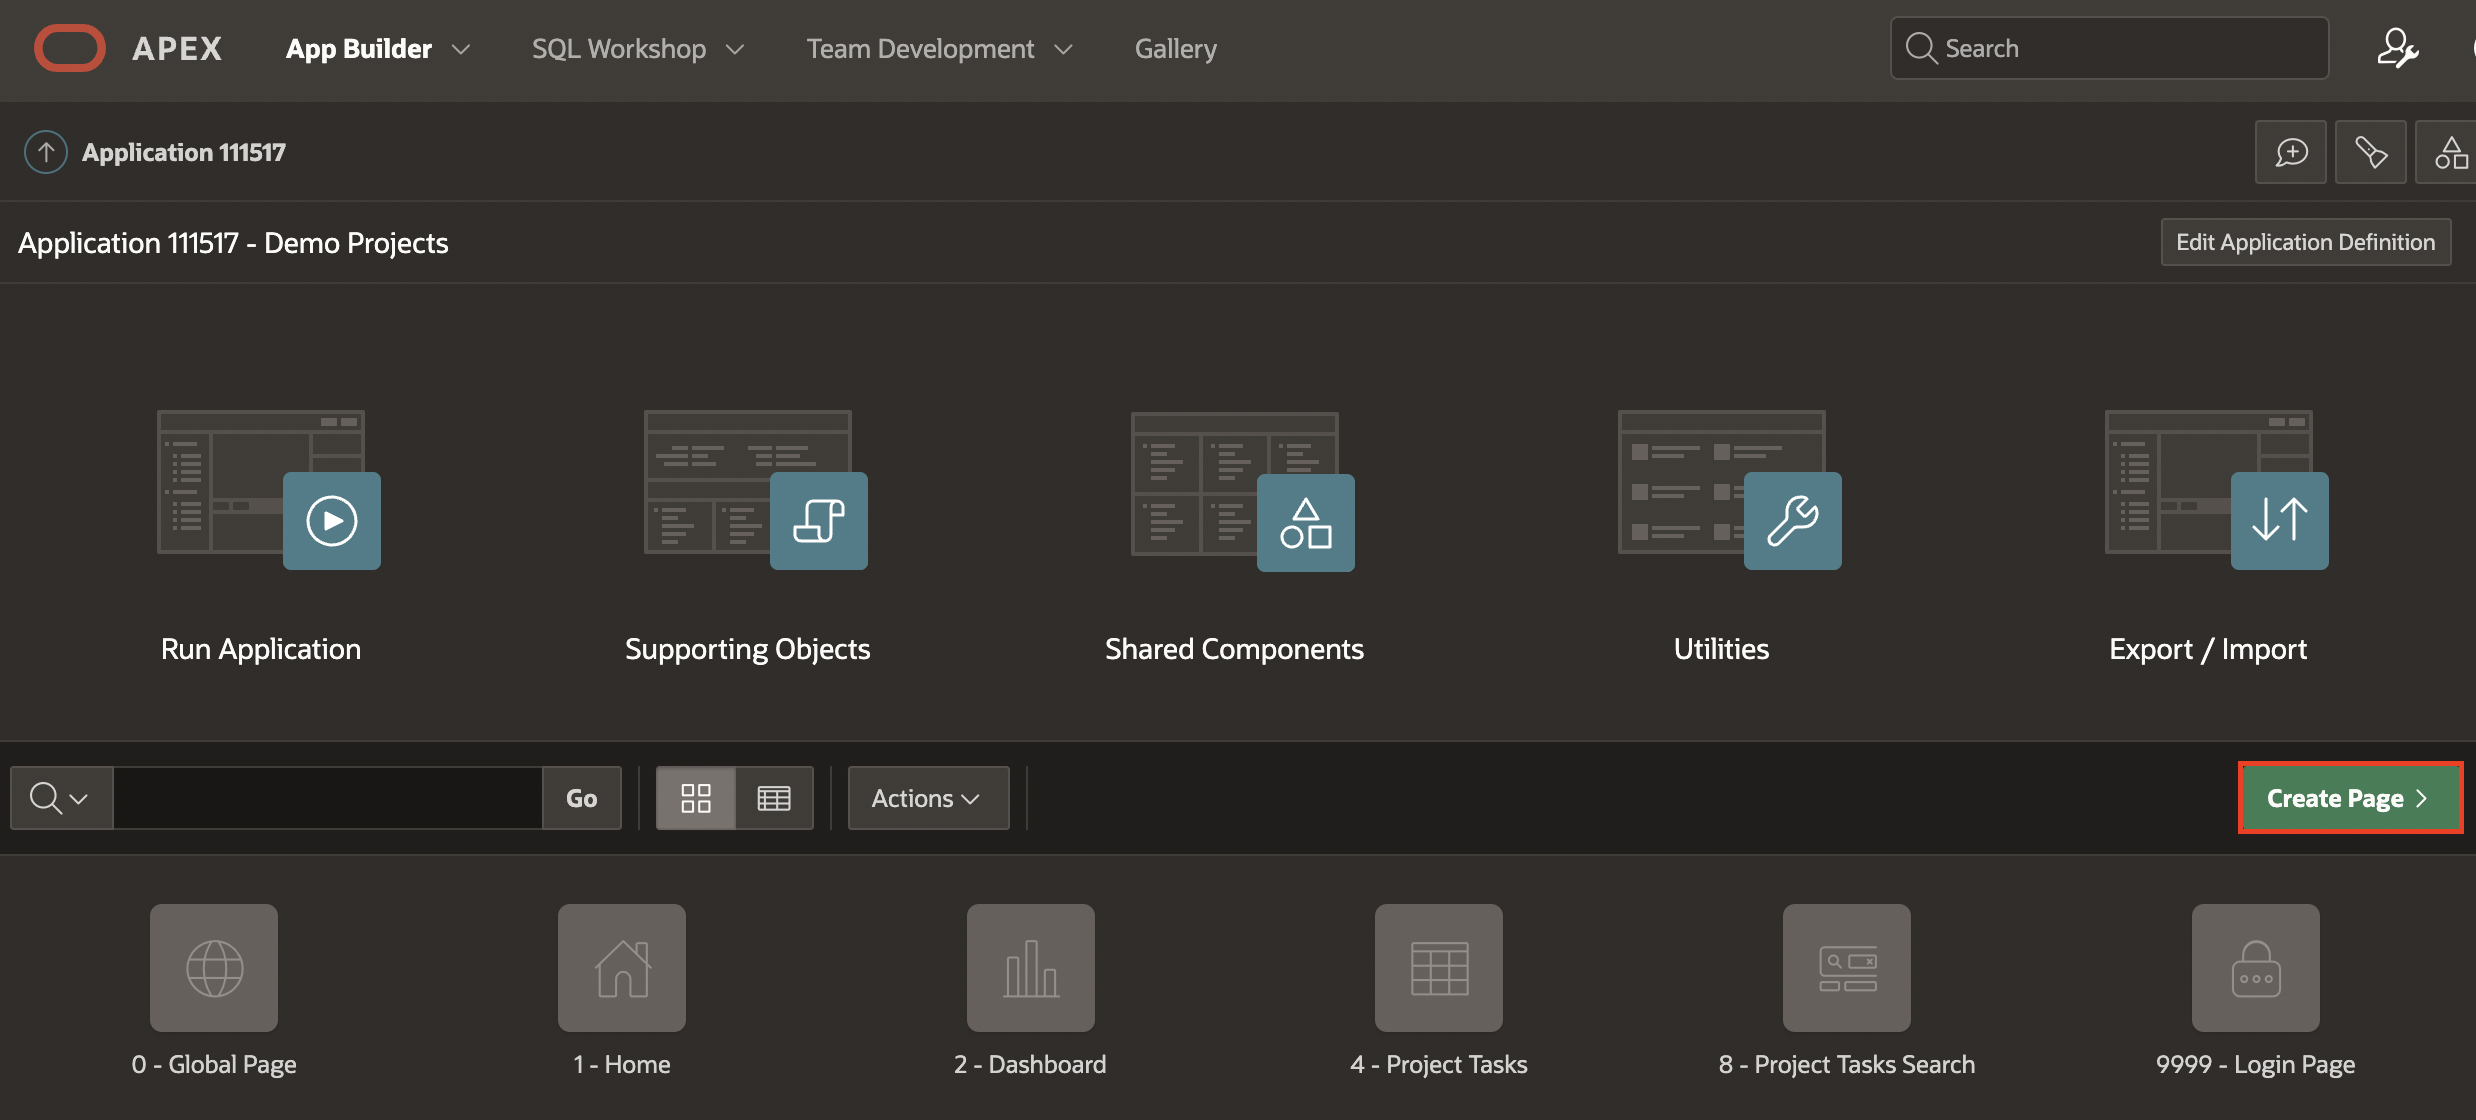 APEX
App Builder
SQL Workshop
Team Development
Gallery
Search
Application 111517
Application 111517 - Demo Projects
Edit Application Definition
Run Application
Supporting Objects
Shared Components
Utilities
Export / Import
Go
Actions
Create Page
0 - Global Page
1 - Home
2 - Dashboard
4 - Project Tasks
8 - Project Tasks Search
9999 - Login Page